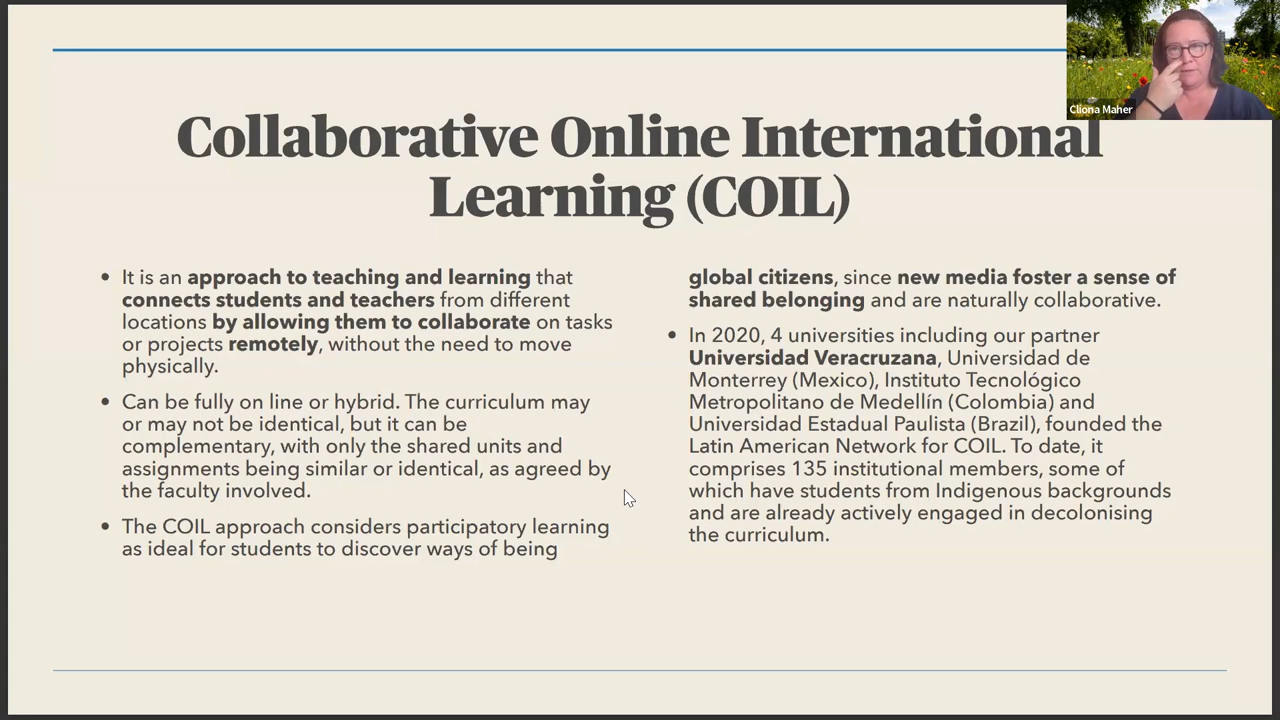 Cliona Maher
Collaborative Online International
Learning (COIL)
• It is an approach to teaching and learning that
connects students and teachers from different
locations by allowing them to collaborate on tasks
or projects remotely, without the need to move
physically.
• Can be fully on line or hybrid. The curriculum may
or may not be identical, but it can be
complementary, with only the shared units and
assignments being similar or identical, as agreed by
the faculty involved.
• The COIL approach considers participatory learning
as ideal for students to discover ways of being
global citizens, since new media foster a sense of
shared belonging and are naturally collaborative.
• In 2020, 4 universities including our partner
Universidad Veracruzana, Universidad de
Monterrey (Mexico), Instituto Tecnológico
Metropolitano de Medellín (Colombia) and
Universidad Estadual Paulista (Brazil), founded the
Latin American Network for COIL. To date, it
comprises 135 institutional members, some of
which have students from Indigenous backgrounds
and are already actively engaged in decolonising
the curriculum.